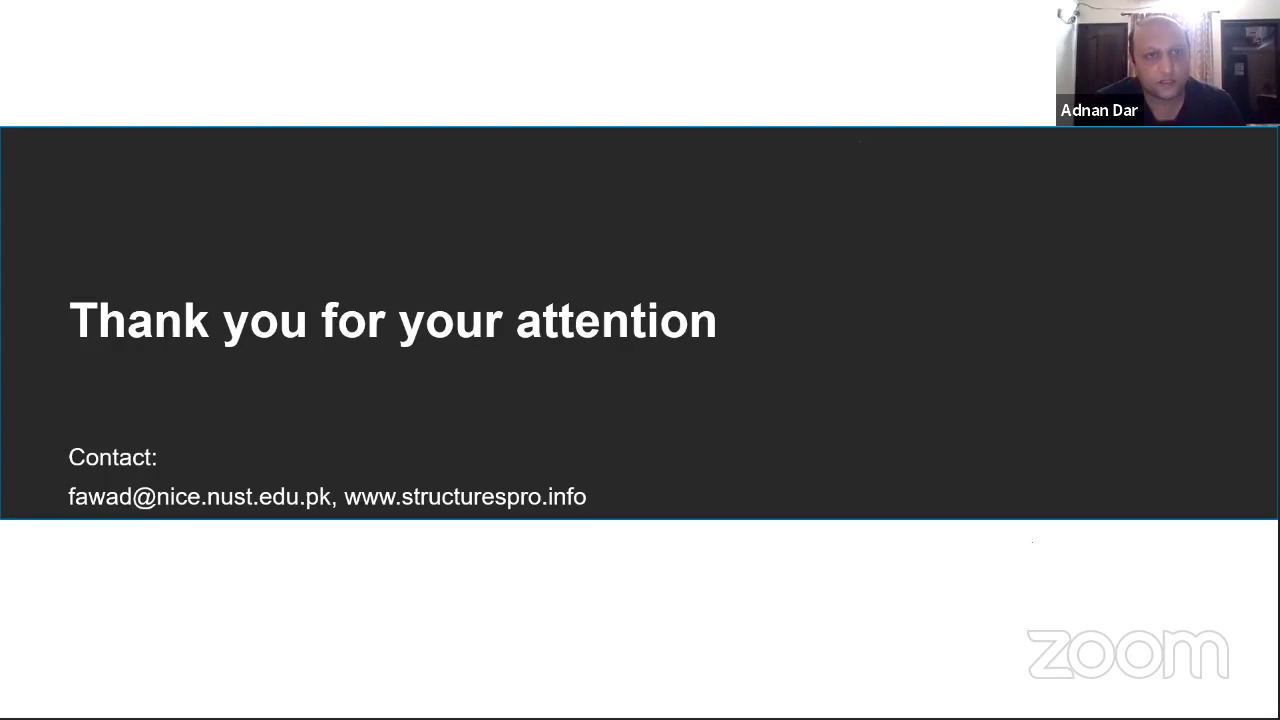 Adnan Dar
Thank you for your attention
Contact:
fawad@nice.nust.edu.pk, www.structurespro.info
zoom